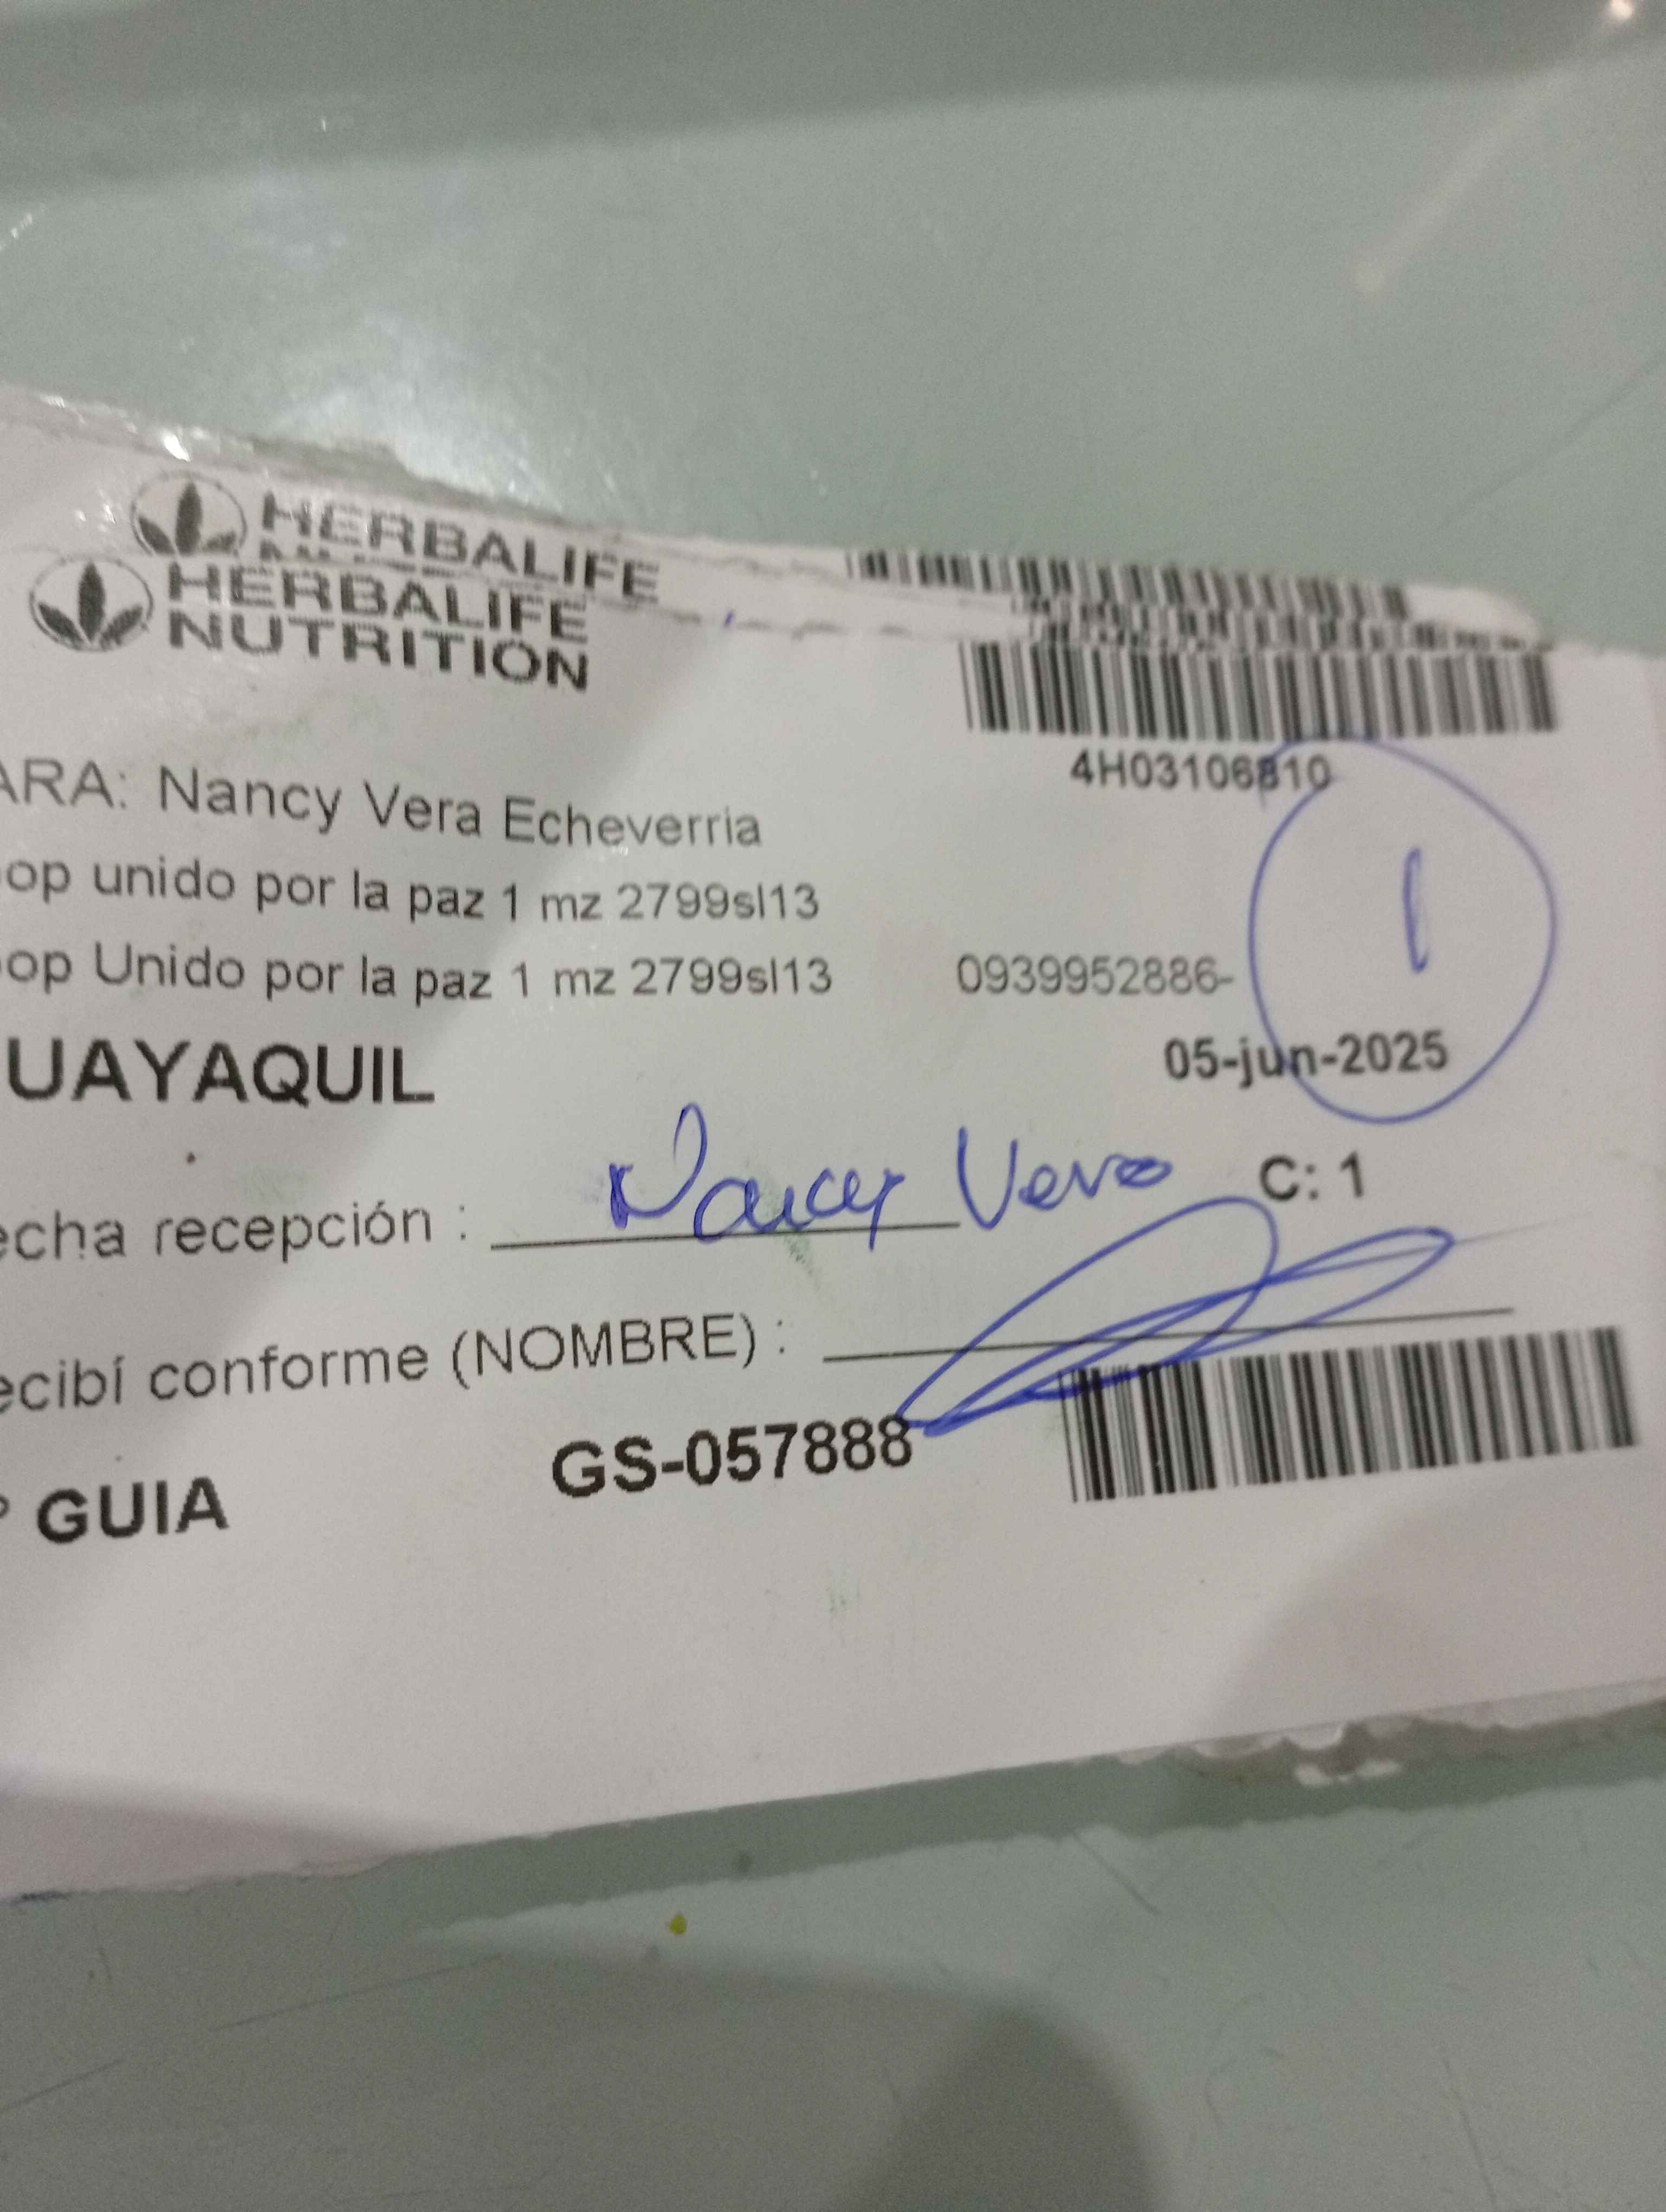 HERBALIFE
HERBALIFE
NUTRITION
4H03106810
ARA: Nancy Vera Echeverria
oop unido por la paz 1 mz 2799sl13
oop Unido por la paz 1 mz 2799sl13 0939952886-
1
UAYAQUIL 05-jun-2025
echa recepción : Nancy Vera C: 1
ecibí conforme (NOMBRE) :
° GUIA GS-057888